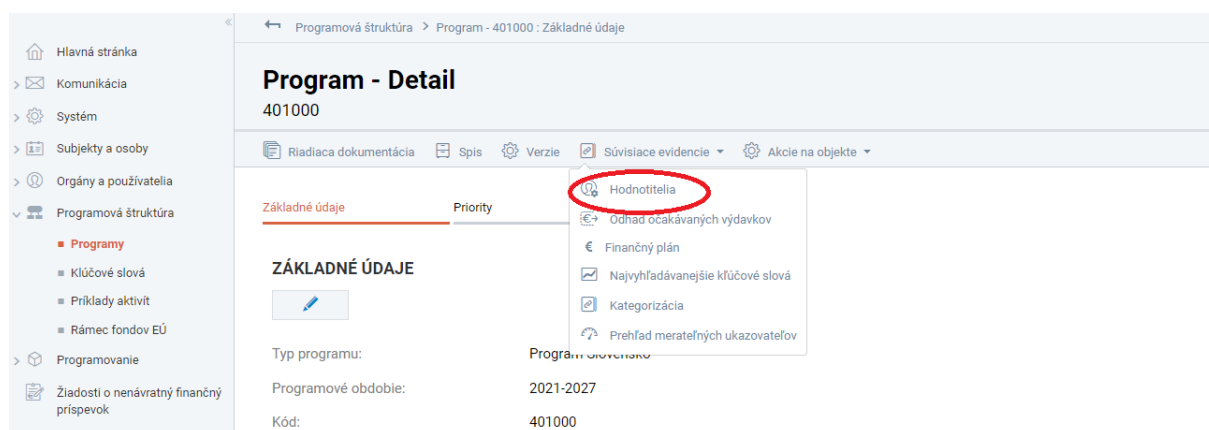 Programová štruktúra > Program - 401000 : Základné údaje
Hlavná stránka
Komunikácia
Systém
Subjekty a osoby
Orgány a používatelia
Programová štruktúra
Programy
Klúčové slová
Príklady aktivít
Rámec fondov EÚ
Programovanie
Žiadosti o nenávratný finančný
príspevok
Program - Detail
401000
Riadiaca dokumentácia Spis Verzie Súvisiace evidencie Akcie na objekte
Hodnotitelia
Odhad očakávaných výdavkov
€ Finančný plán
Najvyhľadávanejšie kľúčové slová
Kategorizácia
Prehľad merateľných ukazovateľov
Základné údaje Priority
ZÁKLADNÉ ÚDAJE
Typ programu: Program Slovensko
Programové obdobie: 2021-2027
Kód: 401000